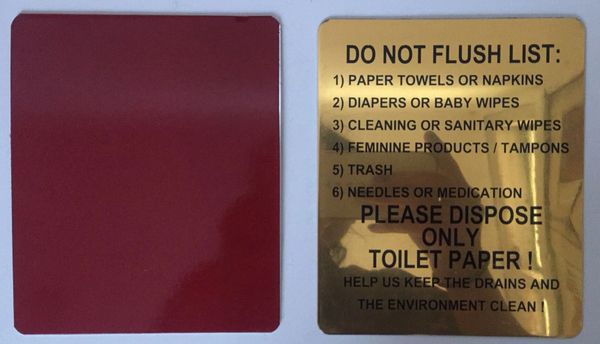 DO NOT FLUSH LIST:
1) PAPER TOWELS OR NAPKINS
2) DIAPERS OR BABY WIPES
3) CLEANING OR SANITARY WIPES
4) FEMININE PRODUCTS / TAMPONS
5) TRASH
6) NEEDLES OR MEDICATION
PLEASE DISPOSE
ONLY
TOILET PAPER !
HELP US KEEP THE DRAINS AND
THE ENVIRONMENT CLEAN !